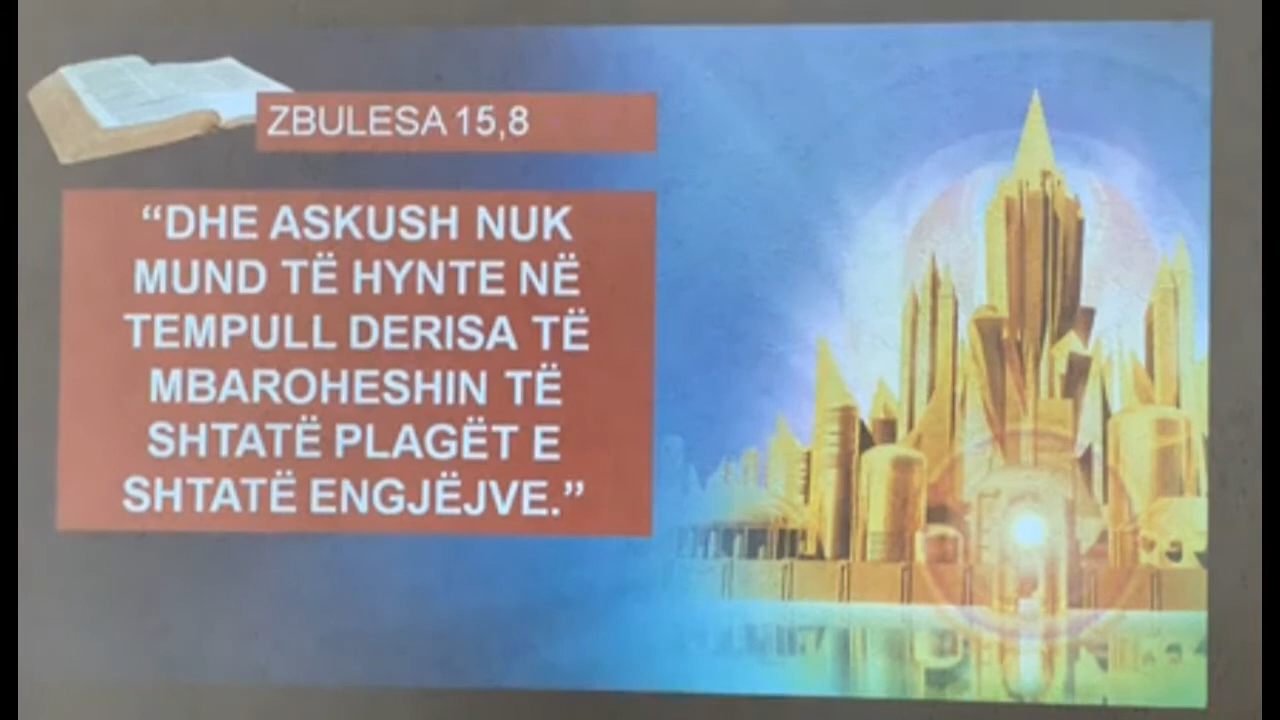 ZBULESA 15,8
“DHE ASKUSH NUK
MUND TË HYNTE NË
TEMPULL DERISA TË
MBAROHESHIN TË
SHTATË PLAGËT E
SHTATË ENGJËJVE.”